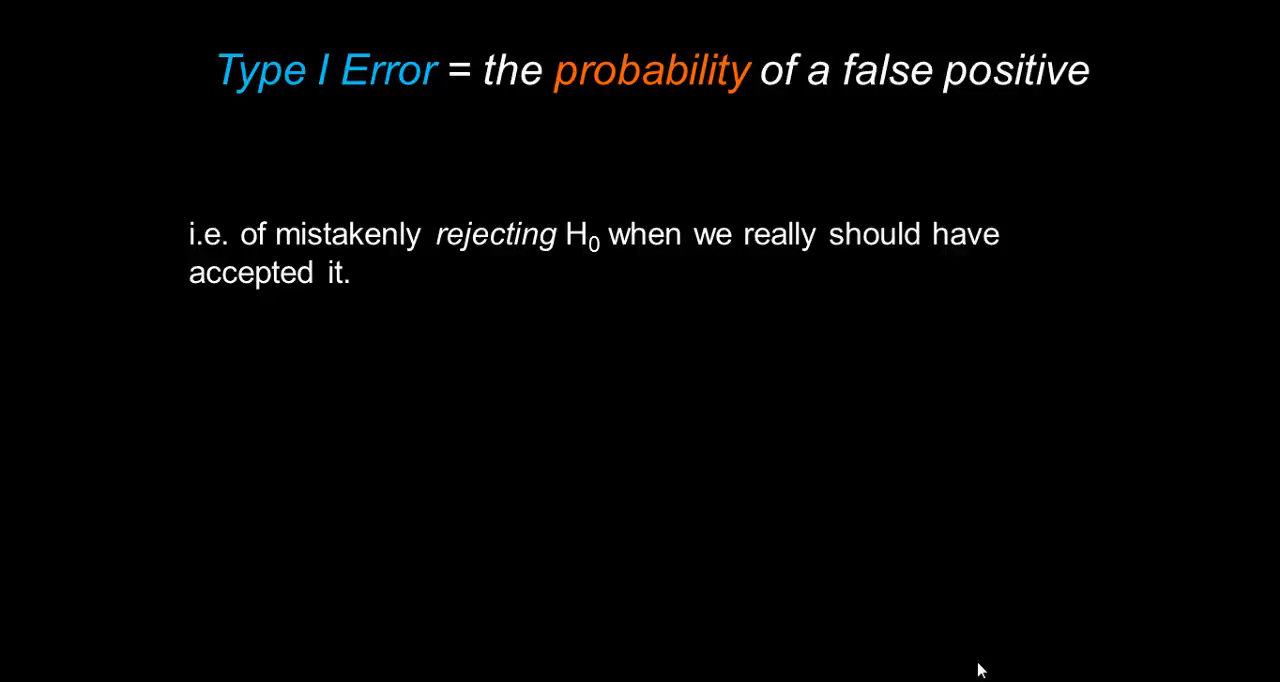 Type I Error = the probability of a false positive
i.e. of mistakenly rejecting H₀ when we really should have
accepted it.